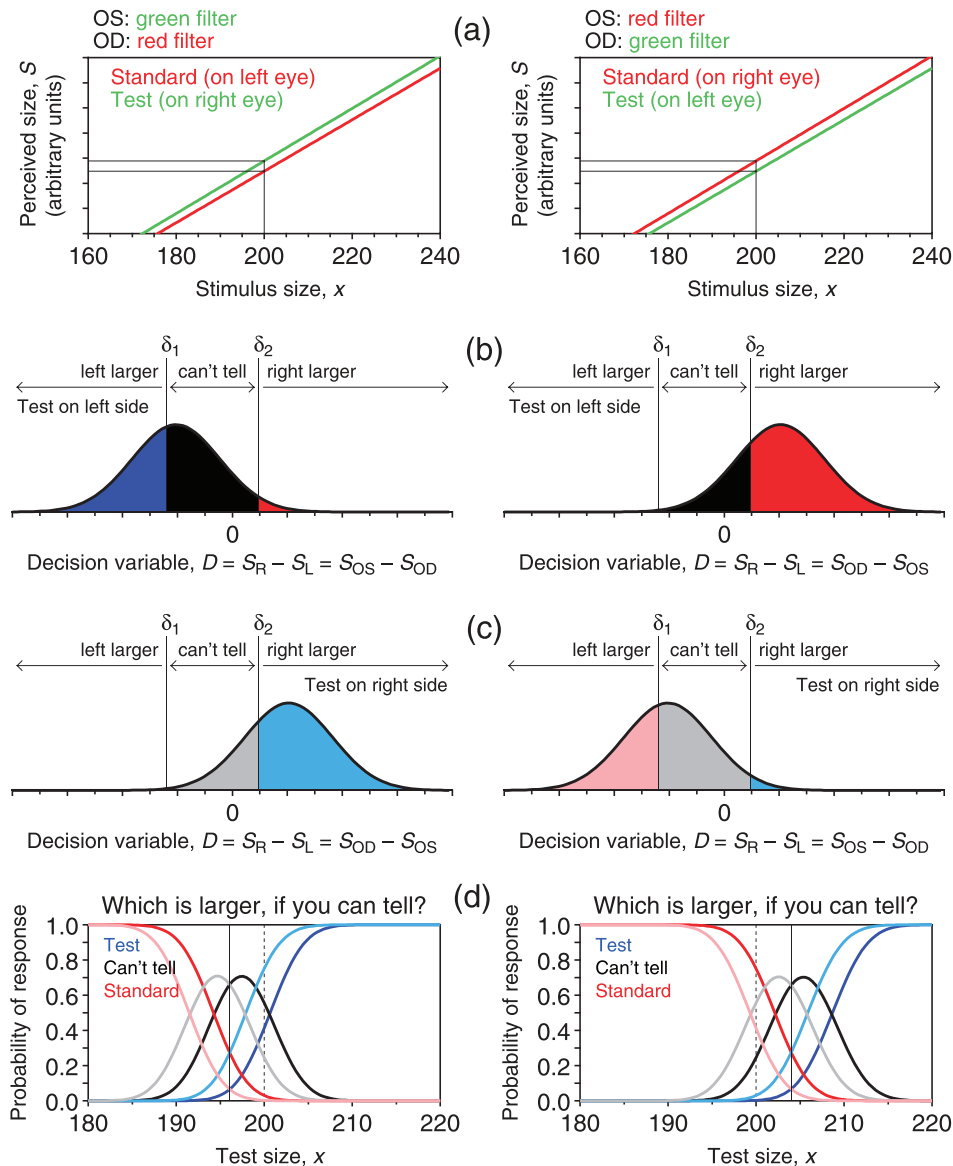 OS: green filter
OD: red filter
(a)
OS: red filter
OD: green filter
Perceived size, S
(arbitrary units)
Standard (on left eye)
Test (on right eye)
160 180 200 220 240
Stimulus size, x
Perceived size, S
(arbitrary units)
Standard (on right eye)
Test (on left eye)
160 180 200 220 240
Stimulus size, x
(b)
δ1 δ2
left larger can't tell right larger
Test on left side
0
Decision variable, D = SR – SL = SOS – SOD
δ1 δ2
left larger can't tell right larger
Test on left side
0
Decision variable, D = SR – SL = SOD – SOS
(c)
δ1 δ2
left larger can't tell right larger
Test on right side
0
Decision variable, D = SR – SL = SOD – SOS
δ1 δ2
left larger can't tell right larger
Test on right side
0
Decision variable, D = SR – SL = SOS – SOD
(d)
Which is larger, if you can tell?
Probability of response
1.0
0.8
0.6
0.4
0.2
0.0
Test
Can't tell
Standard
180 190 200 210 220
Test size, x
Which is larger, if you can tell?
Probability of response
1.0
0.8
0.6
0.4
0.2
0.0
Test
Can't tell
Standard
180 190 200 210 220
Test size, x